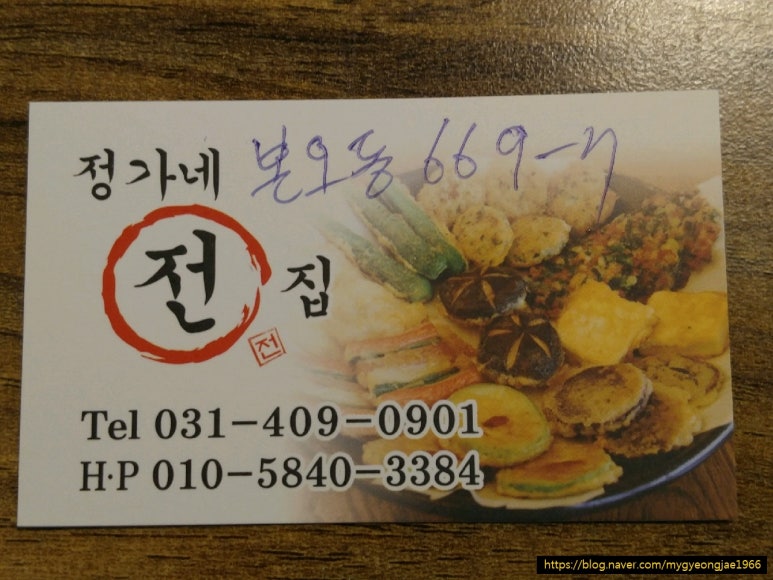 정가네 본오동 669-7
전 집
전
Tel 031-409-0901
H·P 010-5840-3384
https://blog.naver.com/mygyeongjae1966